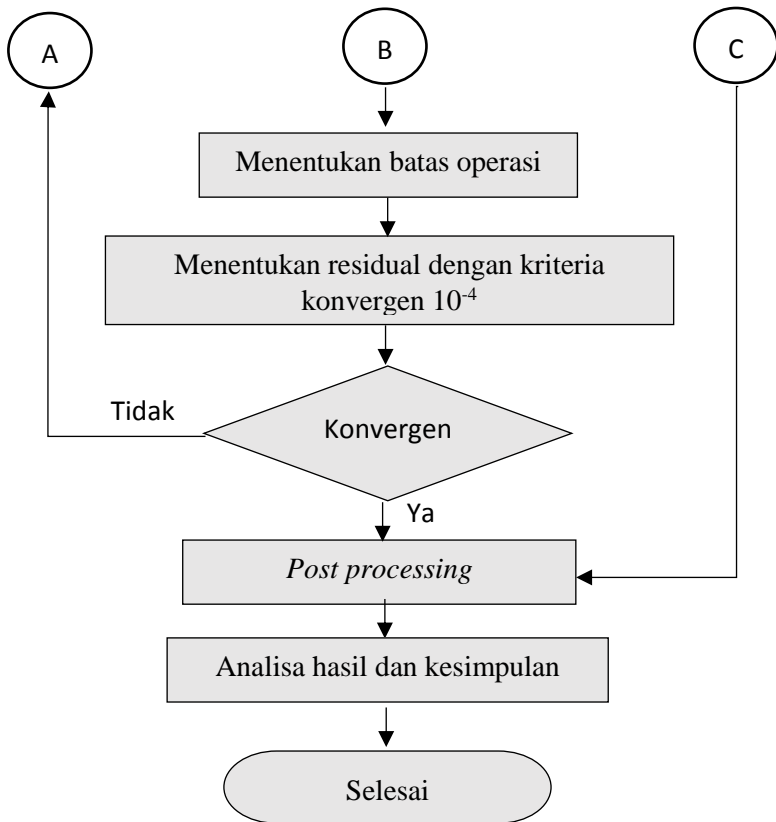 A
B
C
Menentukan batas operasi
Menentukan residual dengan kriteria
konvergen 10⁻⁴
Tidak
Konvergen
Ya
Post processing
Analisa hasil dan kesimpulan
Selesai